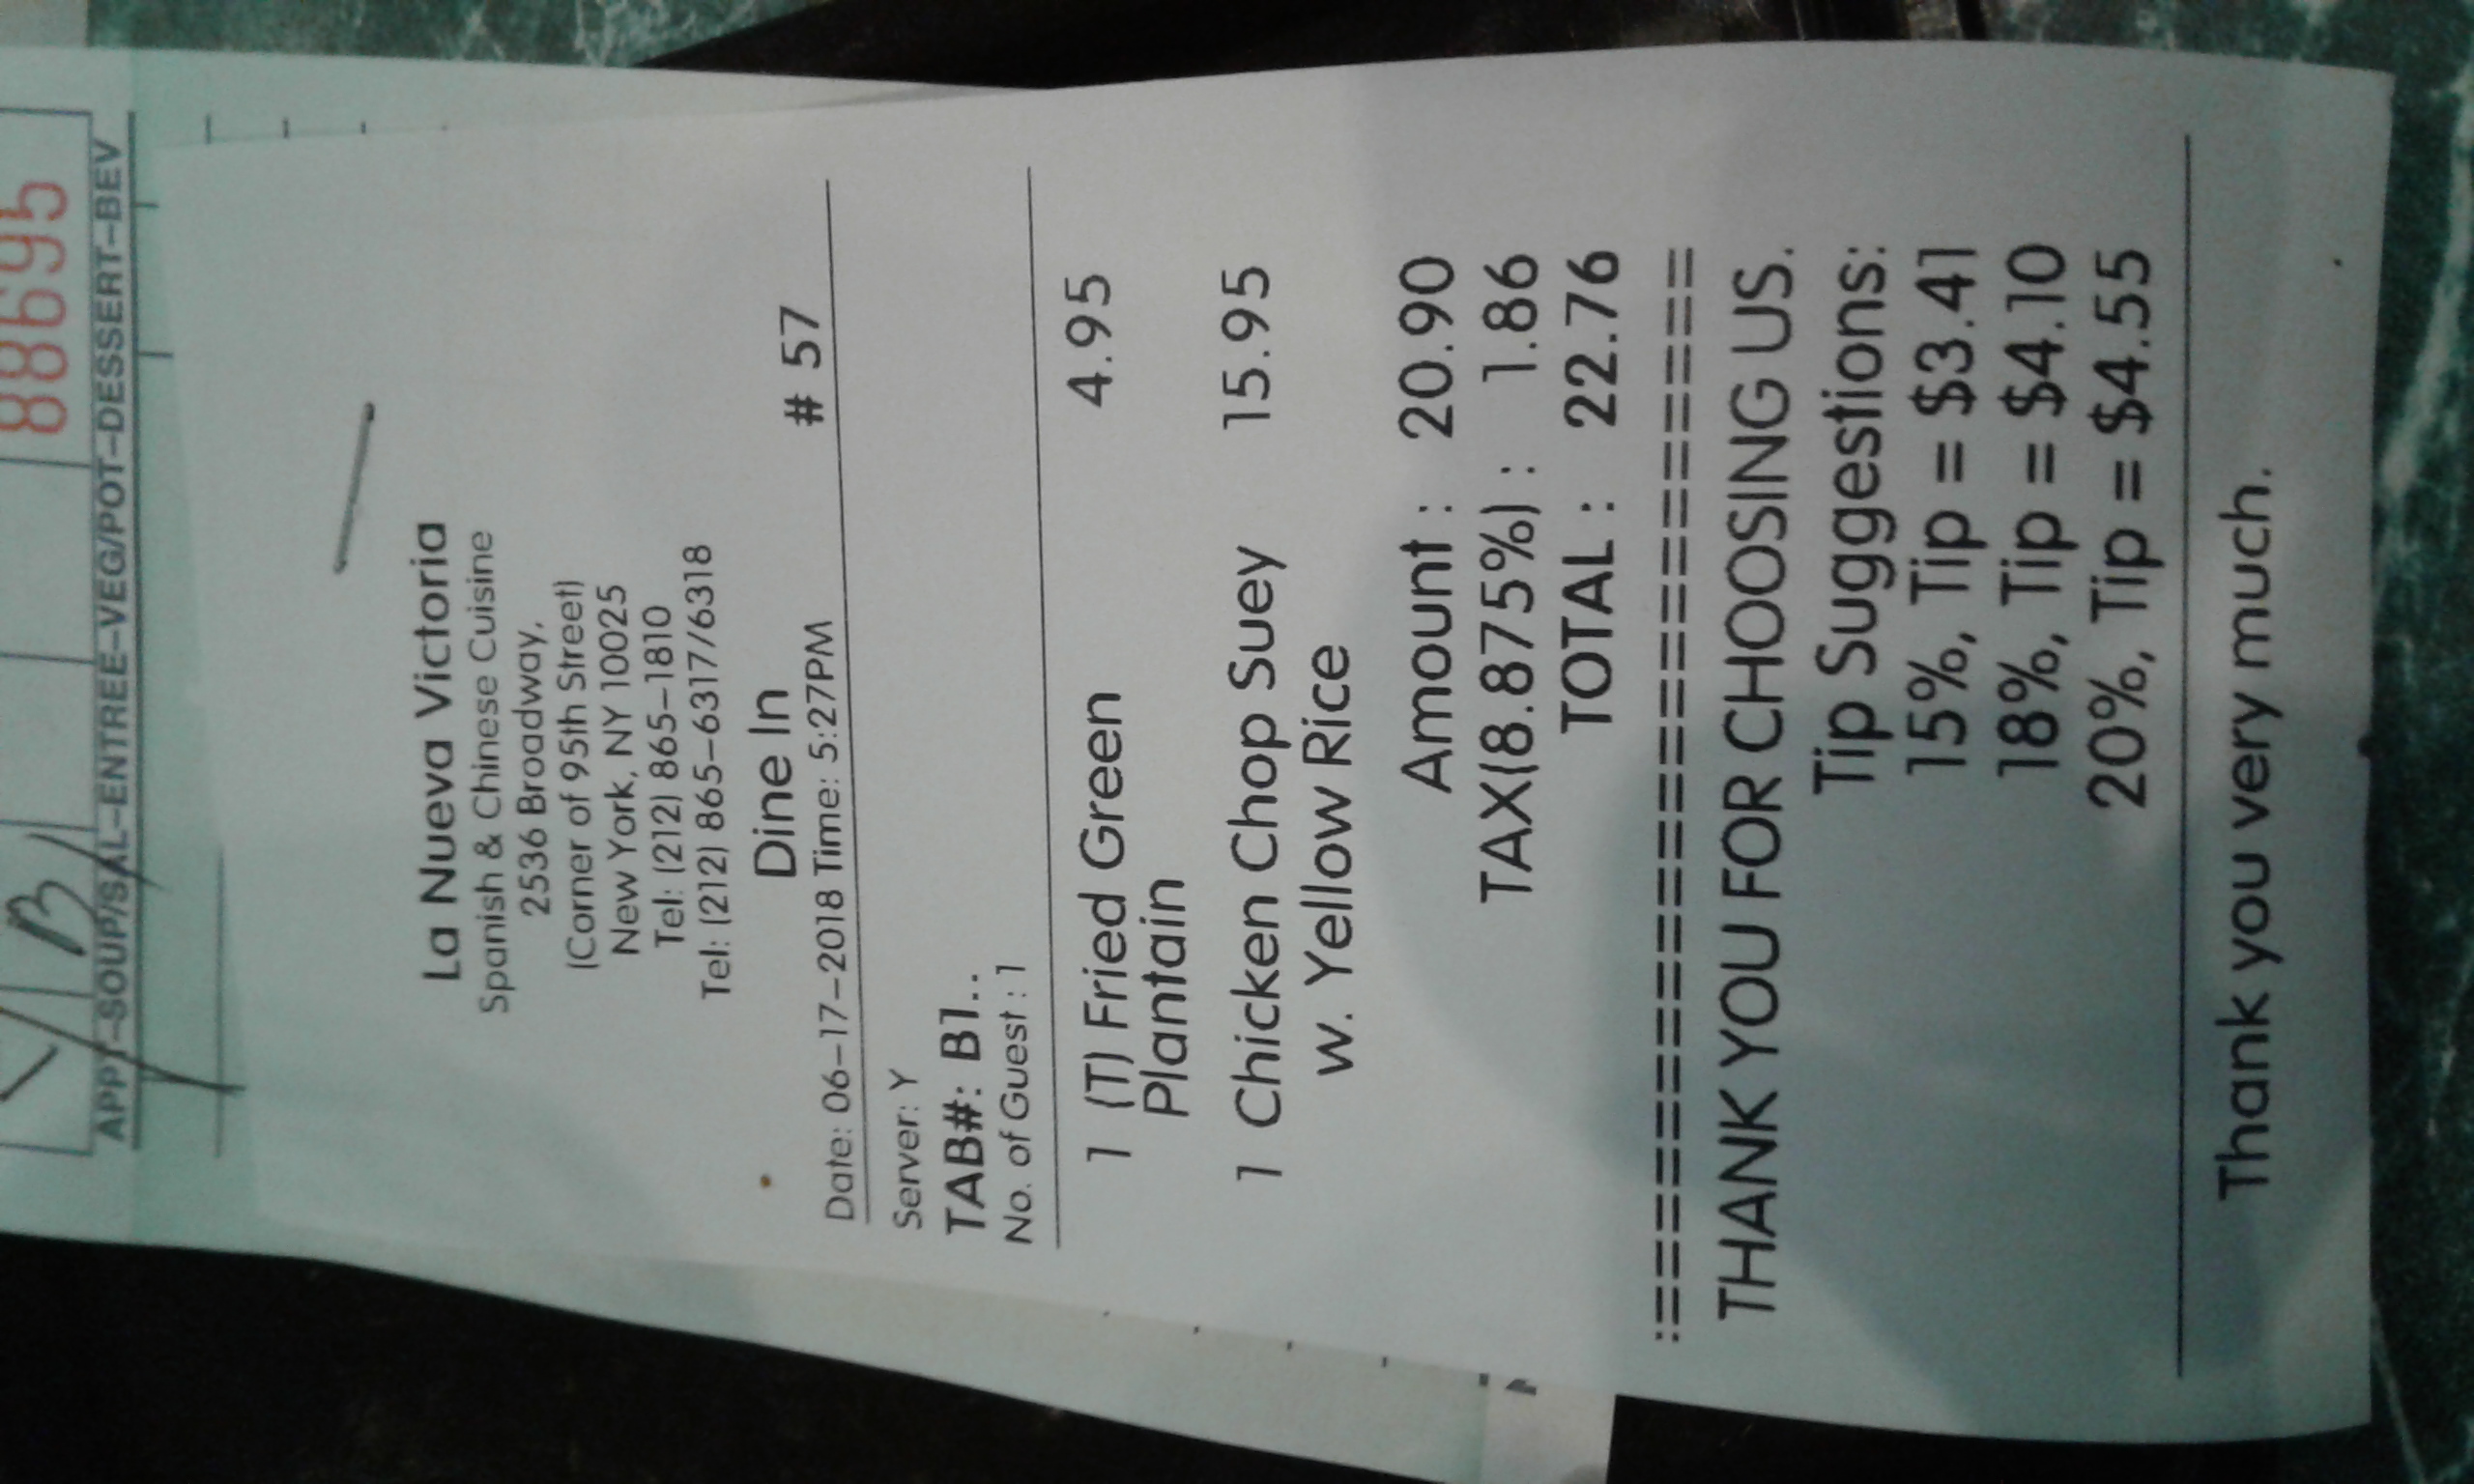 88695
APPT-SOUP/SAL-ENTREE-VEG/POT-DESSERT-BEV
La Nueva Victoria
Spanish & Chinese Cuisine
2536 Broadway,
(Corner of 95th Street)
New York, NY 10025
Tel: (212) 865-1810
Tel: (212) 865-6317/6318
Dine In # 57
Date: 06-17-2018 Time: 5:27PM
Server: Y
TAB#: B1..
No. of Guest : 1
1 (T) Fried Green 4.95
Plantain
1 Chicken Chop Suey 15.95
w. Yellow Rice
Amount : 20.90
TAX(8.875%) : 1.86
TOTAL : 22.76
THANK YOU FOR CHOOSING US.
Tip Suggestions:
15%, Tip = $3.41
18%, Tip = $4.10
20%, Tip = $4.55
Thank you very much.